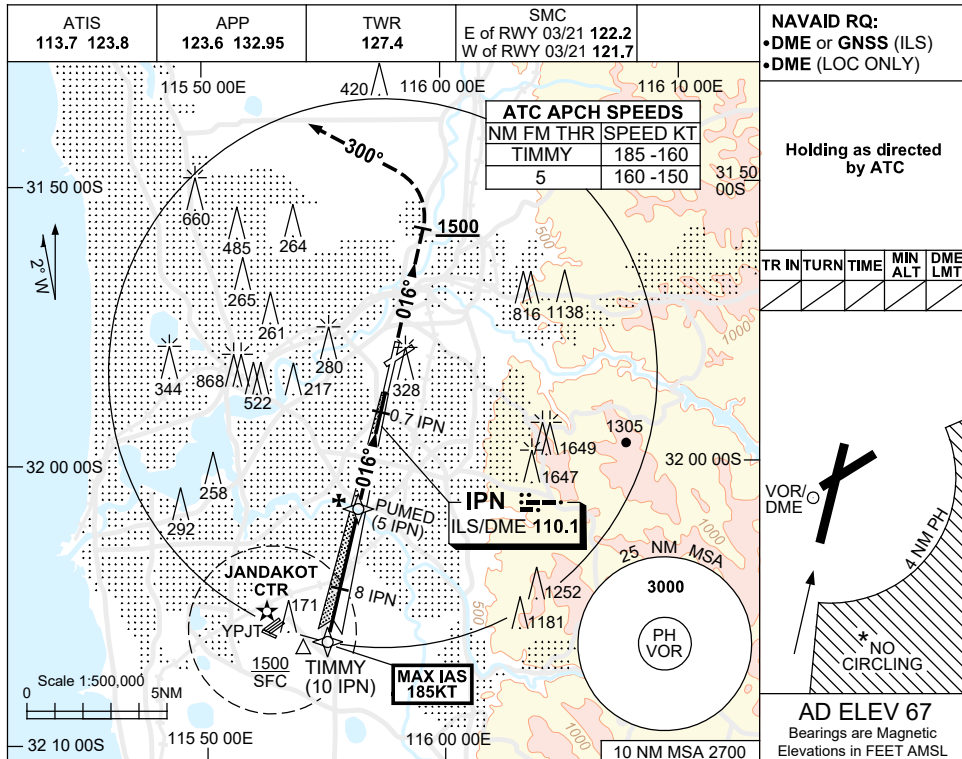 ATIS
113.7 123.8
APP
123.6 132.95
TWR
127.4
SMC
E of RWY 03/21 122.2
W of RWY 03/21 121.7
NAVAID RQ:
•DME or GNSS (ILS)
•DME (LOC ONLY)
115 50 00E
420
116 00 00E
116 10 00E
ATC APCH SPEEDS
NM FM THR SPEED KT
TIMMY 185 -160
5 160 -150
Holding as directed
by ATC
TR IN TURN TIME MIN ALT DME LMT
31 50 00S
31 50
00S
300°
660
485
264
1500
500
2° W
265
261
016°
816
1138
1000
280
344
868
522
217
328
0.7 IPN
1305
1649
1647
32 00 00S
32 00 00S
016°
258
292
IPN
ILS/DME 110.1
PUMED
(5 IPN)
1000
25 NM MSA
3000
PH
VOR
JANDAKOT
CTR
171
YPJT
8 IPN
500
1252
1181
1500
SFC
TIMMY
(10 IPN)
MAX IAS
185KT
Scale 1:500,000
0
5NM
32 10 00S
115 50 00E
116 00 00E
10 NM MSA 2700
VOR/
DME
4 NM PH
*NO
CIRCLING
AD ELEV 67
Bearings are Magnetic
Elevations in FEET AMSL